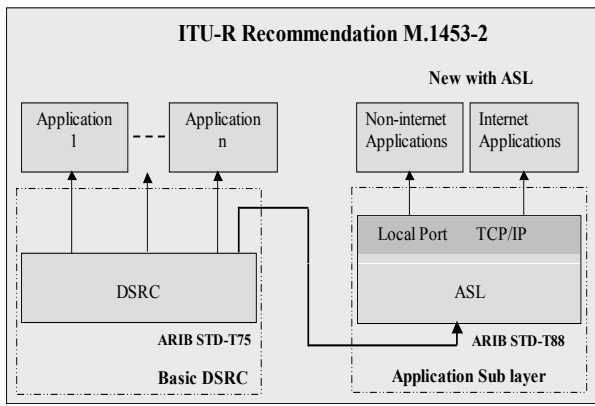 ITU-R Recommendation M.1453-2
New with ASL
Application
1
Application
n
Non-internet
Applications
Internet
Applications
Local Port TCP/IP
DSRC
ASL
ARIB STD-T75
ARIB STD-T88
Basic DSRC
Application Sub layer